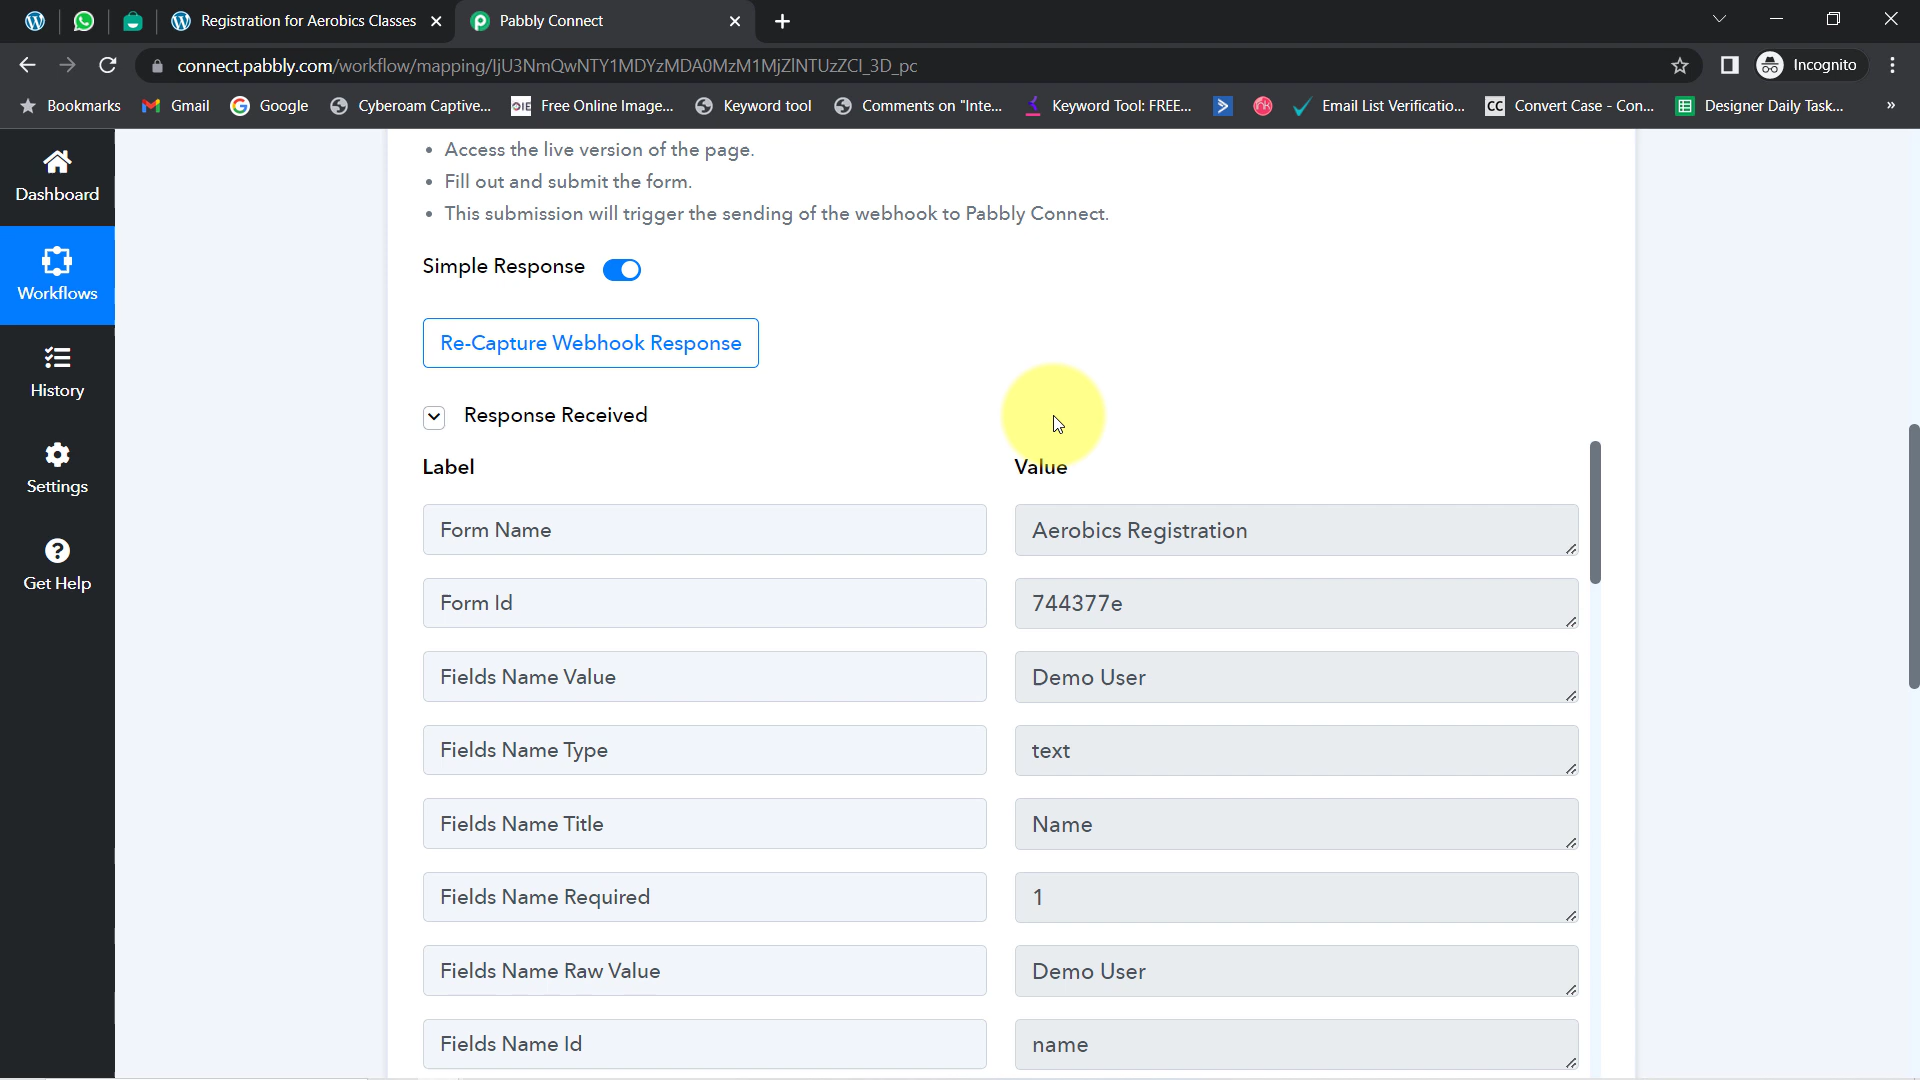 Registration for Aerobics Classes
Pabbly Connect
connect.pabbly.com/workflow/mapping/IjU3NmQwNTY1MDYzMDA0MzM1MjZlNTUzZCI_3D_pc
Incognito
Bookmarks
Gmail
Google
Cyberoam Captive...
Free Online Image...
Keyword tool
Comments on "Inte...
Keyword Tool: FREE...
Email List Verificatio...
CC
Convert Case - Con...
Designer Daily Task...
»
Dashboard
Workflows
History
Settings
Get Help
• Access the live version of the page.
• Fill out and submit the form.
• This submission will trigger the sending of the webhook to Pabbly Connect.
Simple Response
Re-Capture Webhook Response
Response Received
Label Value
Form Name Aerobics Registration
Form Id 744377e
Fields Name Value Demo User
Fields Name Type text
Fields Name Title Name
Fields Name Required 1
Fields Name Raw Value Demo User
Fields Name Id name